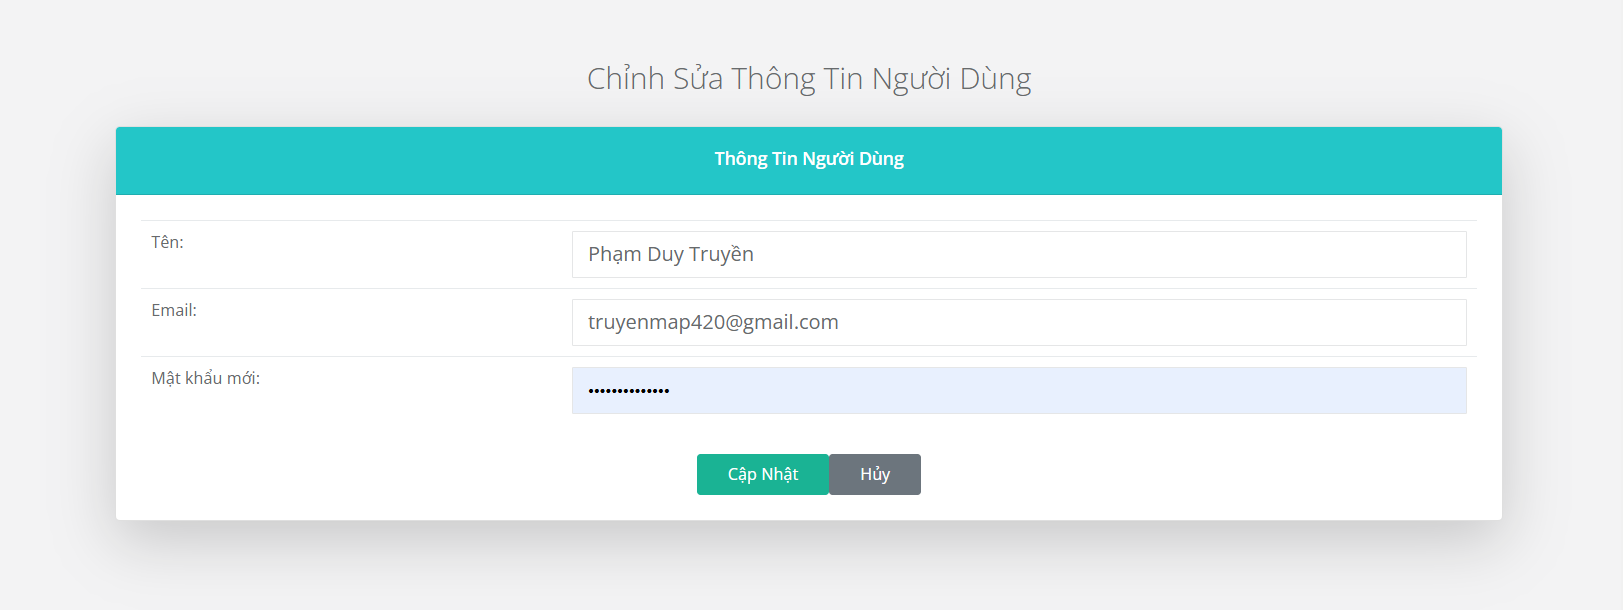 Chỉnh Sửa Thông Tin Người Dùng
Thông Tin Người Dùng
Tên:
Phạm Duy Truyền
Email:
truyenmap420@gmail.com
Mật khẩu mới:
••••••••••••••
Cập Nhật
Hủy